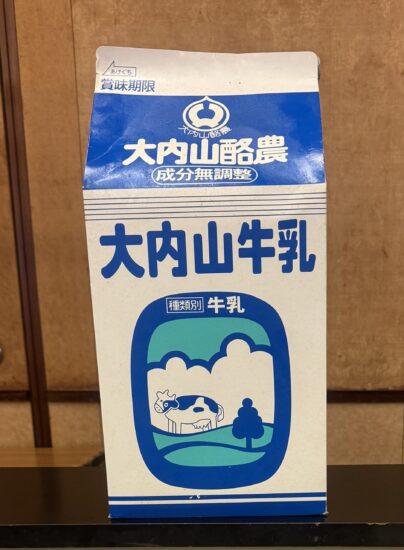 あけぐち
賞味期限
大内山酪農
大内山酪農
成分無調整
大内山牛乳
種類別 牛乳